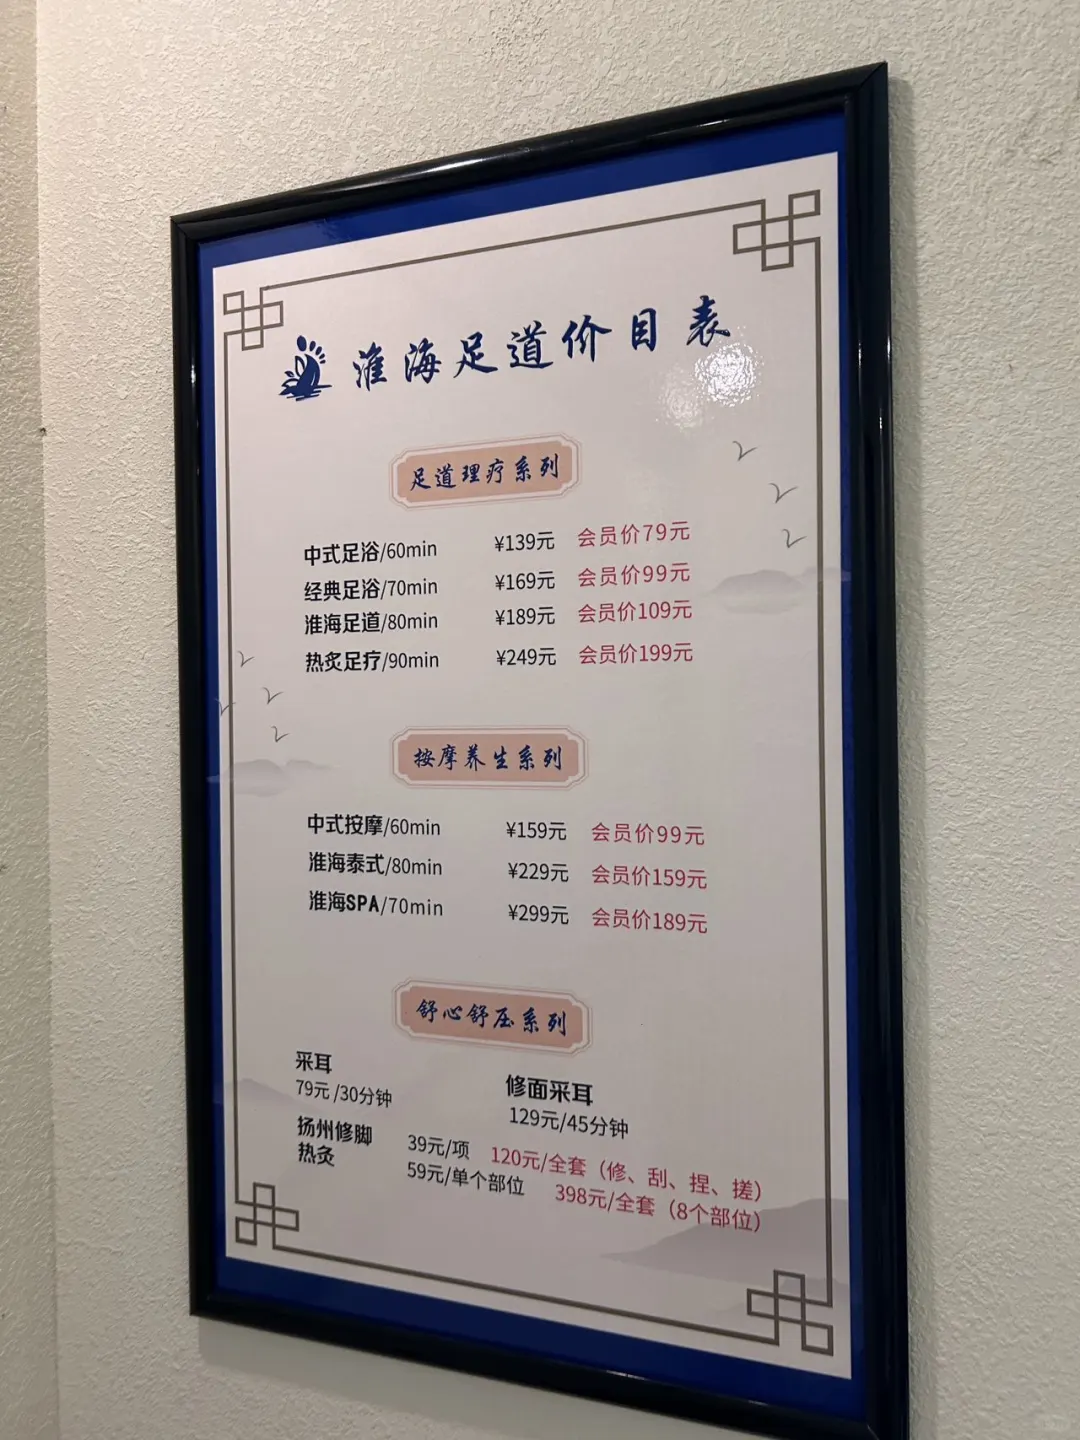 淮海足道价目表
足道理疗系列
中式足浴/60min ¥139元 会员价79元
经典足浴/70min ¥169元 会员价99元
淮海足道/80min ¥189元 会员价109元
热炙足疗/90min ¥249元 会员价199元
按摩养生系列
中式按摩/60min ¥159元 会员价99元
淮海泰式/80min ¥229元 会员价159元
淮海SPA/70min ¥299元 会员价189元
舒心舒压系列
采耳
79元/30分钟
修面采耳
129元/45分钟
扬州修脚 39元/项 120元/全套（修、刮、捏、搓）
热灸 59元/单个部位 398元/全套（8个部位）